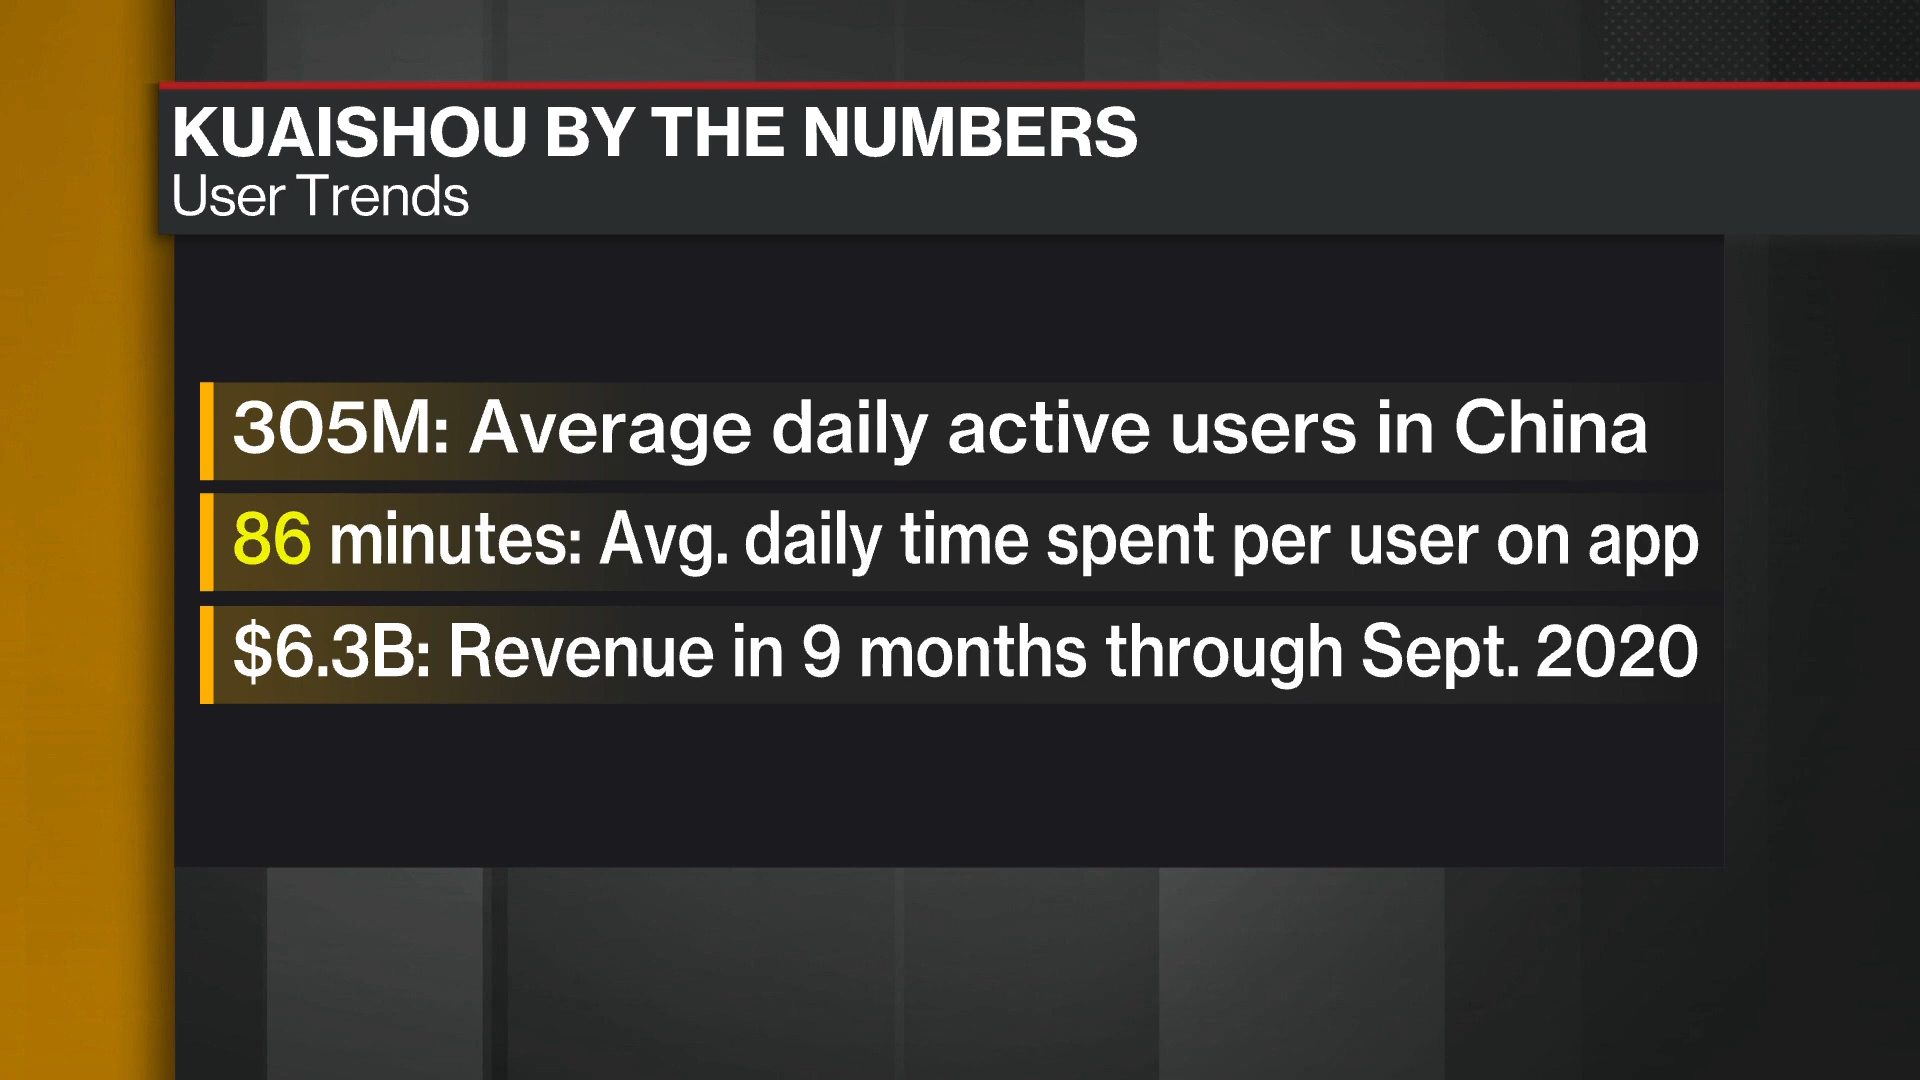 KUAISHOU BY THE NUMBERS
User Trends
305M: Average daily active users in China
86 minutes: Avg. daily time spent per user on app
$6.3B: Revenue in 9 months through Sept. 2020